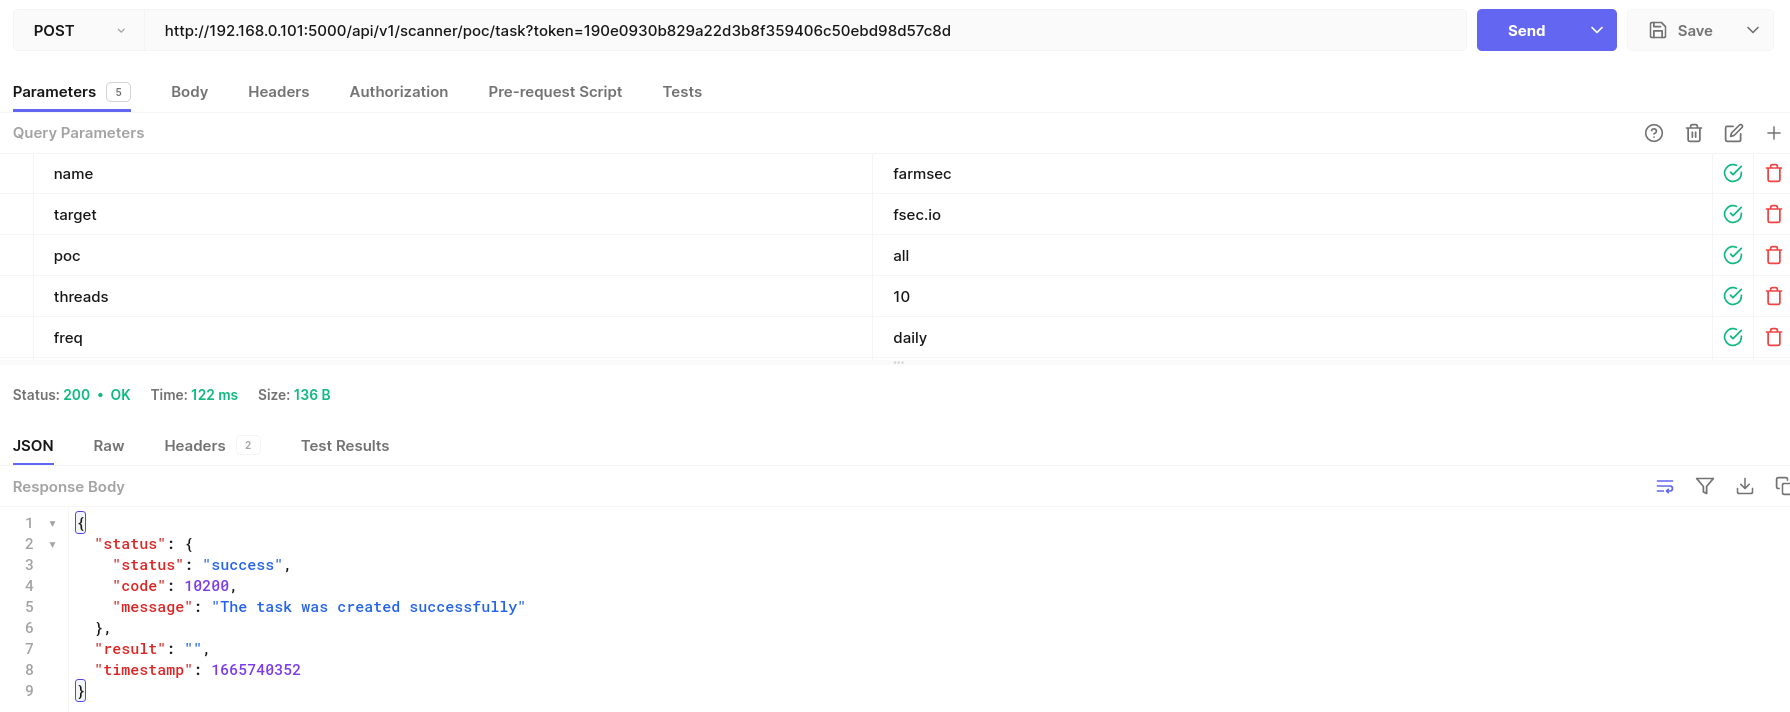 POST http://192.168.0.101:5000/api/v1/scanner/poc/task?token=190e0930b829a22d3b8f359406c50ebd98d57c8d Send Save
Parameters 5 Body Headers Authorization Pre-request Script Tests
Query Parameters
name farmsec
target fsec.io
poc all
threads 10
freq daily
Status: 200 • OK Time: 122 ms Size: 136 B
JSON Raw Headers 2 Test Results
Response Body
1 {
2 "status": {
3 "status": "success",
4 "code": 10200,
5 "message": "The task was created successfully"
6 },
7 "result": "",
8 "timestamp": 1665740352
9 }